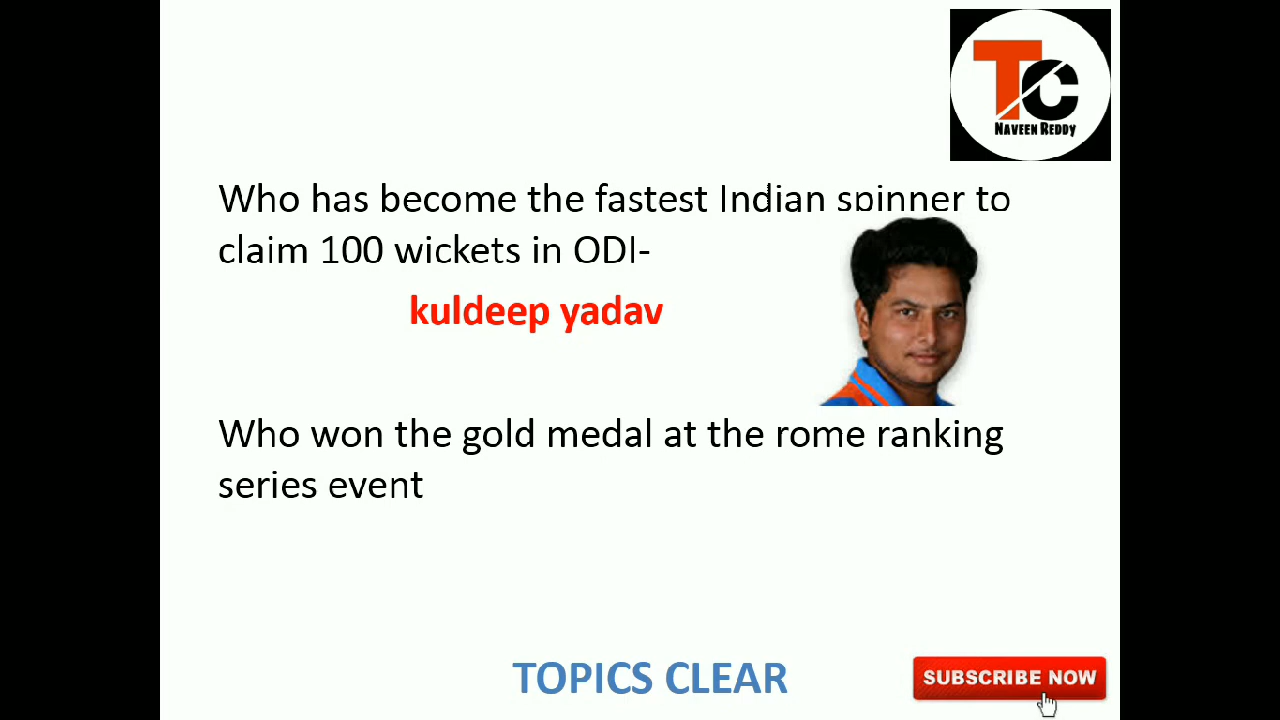 TC
NAVEEN REDDY
Who has become the fastest Indian spinner to
claim 100 wickets in ODI-
kuldeep yadav
Who won the gold medal at the rome ranking
series event
TOPICS CLEAR
SUBSCRIBE NOW